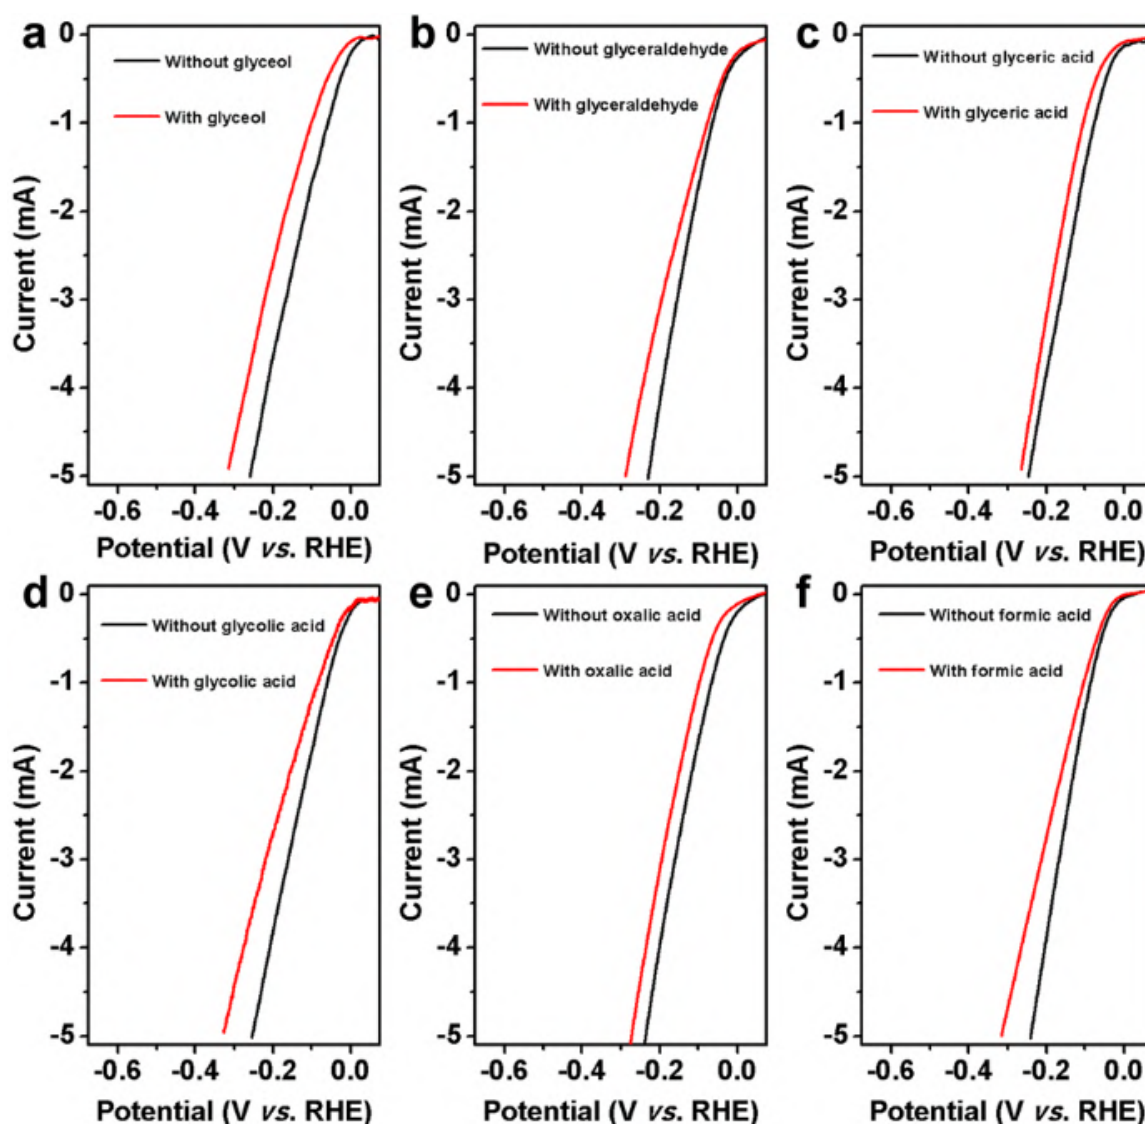 a
0
-1
-2
-3
-4
-5
Without glyceol
With glyceol
Current (mA)
-0.6 -0.4 -0.2 0.0
Potential (V vs. RHE)
b
0
-1
-2
-3
-4
-5
Without glyceraldehyde
With glyceraldehyde
Current (mA)
-0.6 -0.4 -0.2 0.0
Potential (V vs. RHE)
c
0
-1
-2
-3
-4
-5
Without glyceric acid
With glyceric acid
Current (mA)
-0.6 -0.4 -0.2 0.0
Potential (V vs. RHE)
d
0
-1
-2
-3
-4
-5
Without glycolic acid
With glycolic acid
Current (mA)
-0.6 -0.4 -0.2 0.0
Potential (V vs. RHE)
e
0
-1
-2
-3
-4
-5
Without oxalic acid
With oxalic acid
Current (mA)
-0.6 -0.4 -0.2 0.0
Potential (V vs. RHE)
f
0
-1
-2
-3
-4
-5
Without formic acid
With formic acid
Current (mA)
-0.6 -0.4 -0.2 0.0
Potential (V vs. RHE)